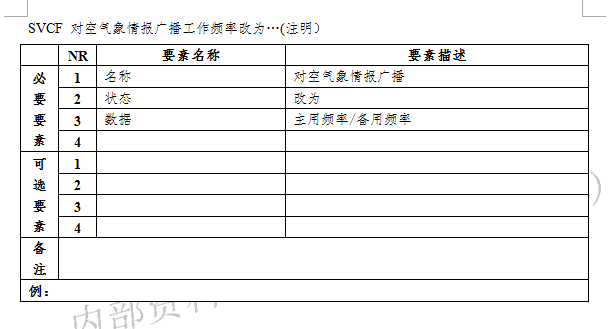 SVCF 对空气象情报广播工作频率改为…(注明)
NR 要素名称 要素描述
必要要素
1 名称 对空气象情报广播
2 状态 改为
3 数据 主用频率/备用频率
4
可选要素
1
2
3
4
备注
例:
内部资料